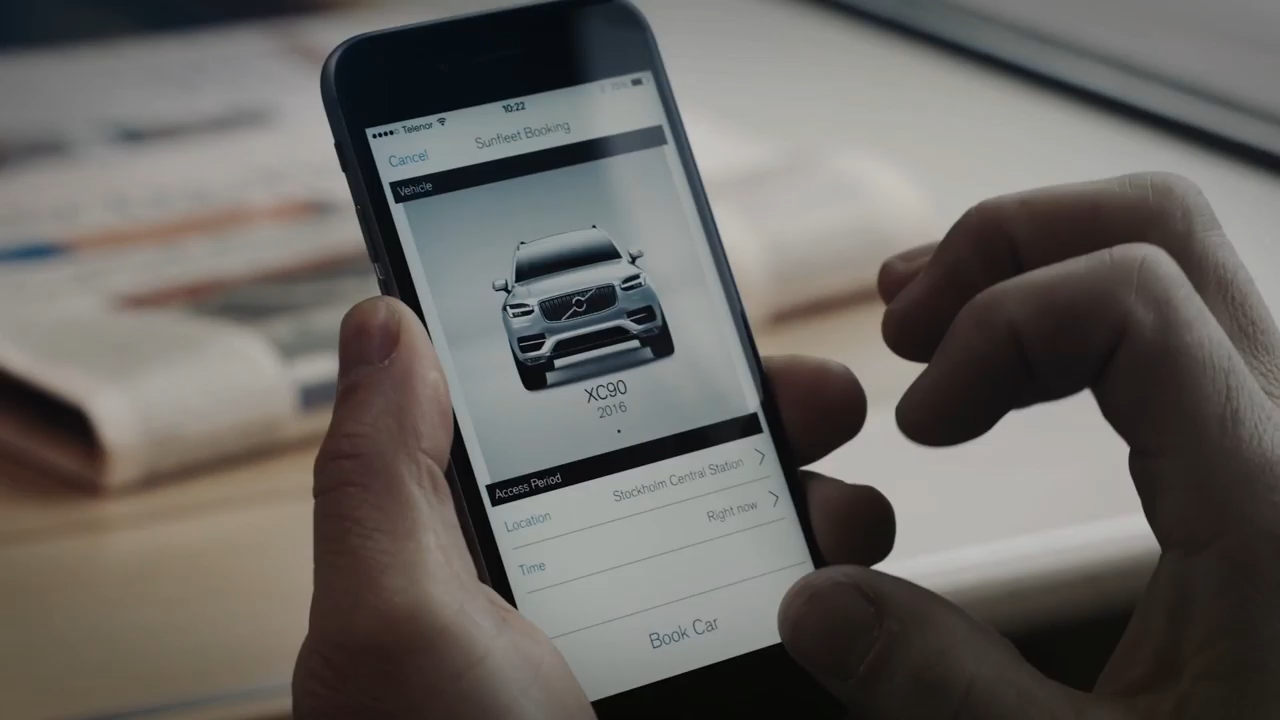 Telenor 10:22 75%
Cancel Sunfleet Booking
Vehicle
XC90
2016
Access Period
Location Stockholm Central Station
Time Right now
Book Car